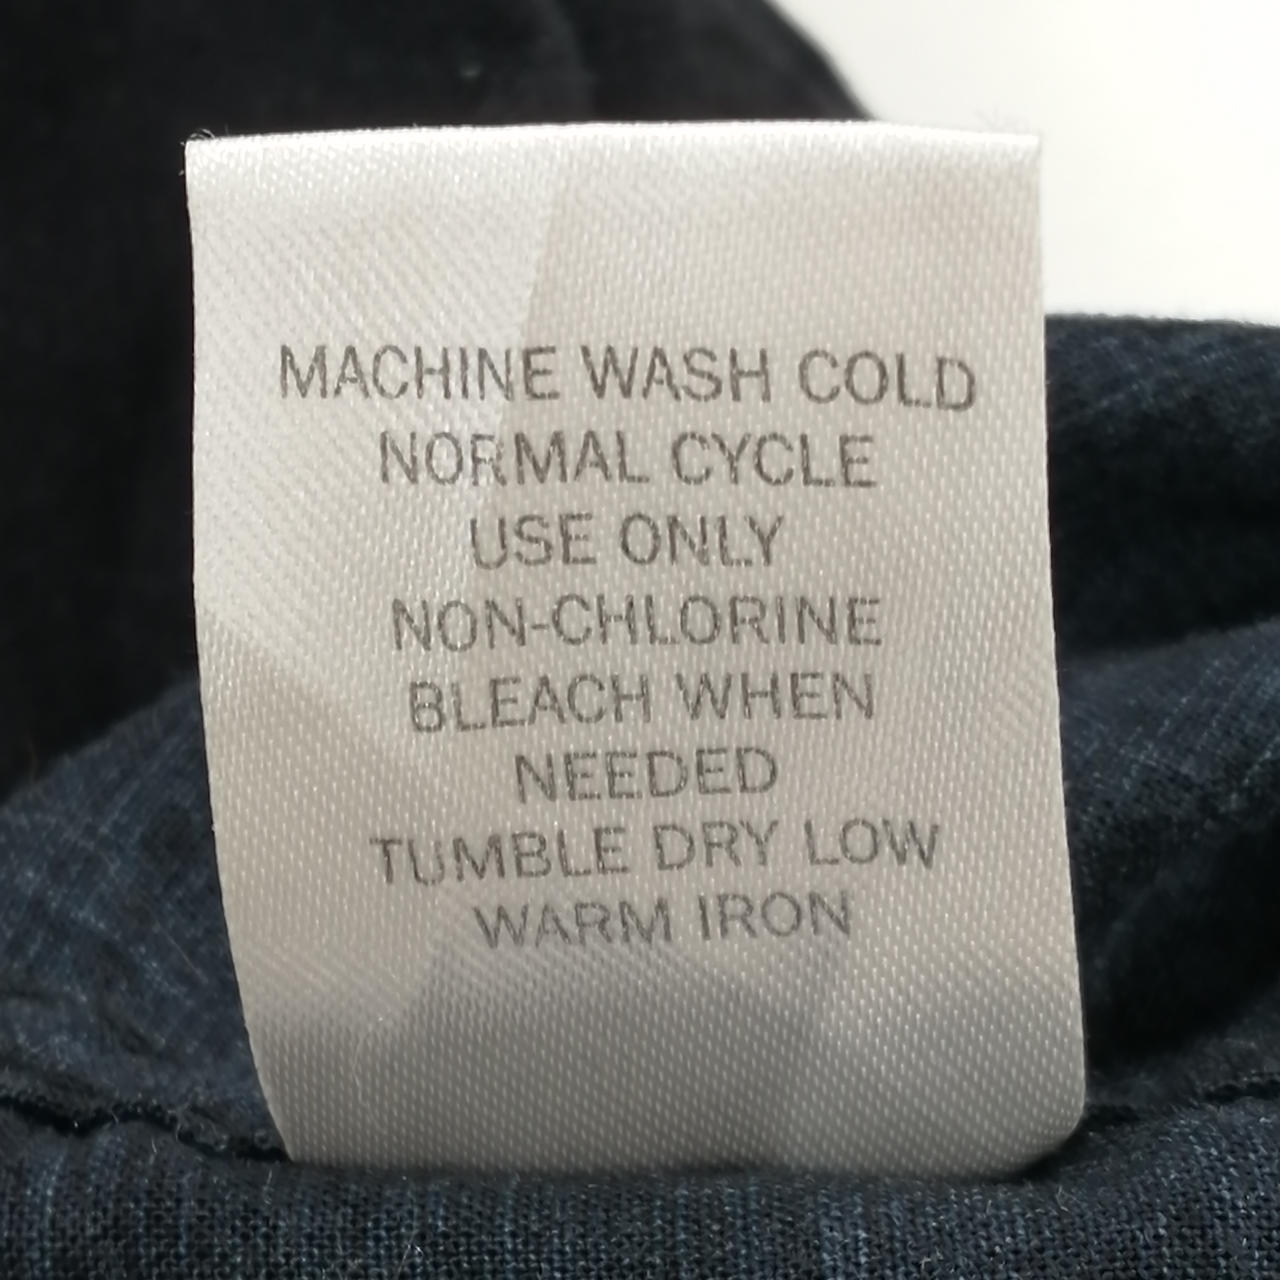 MACHINE WASH COLD
NORMAL CYCLE
USE ONLY
NON-CHLORINE
BLEACH WHEN
NEEDED
TUMBLE DRY LOW
WARM IRON